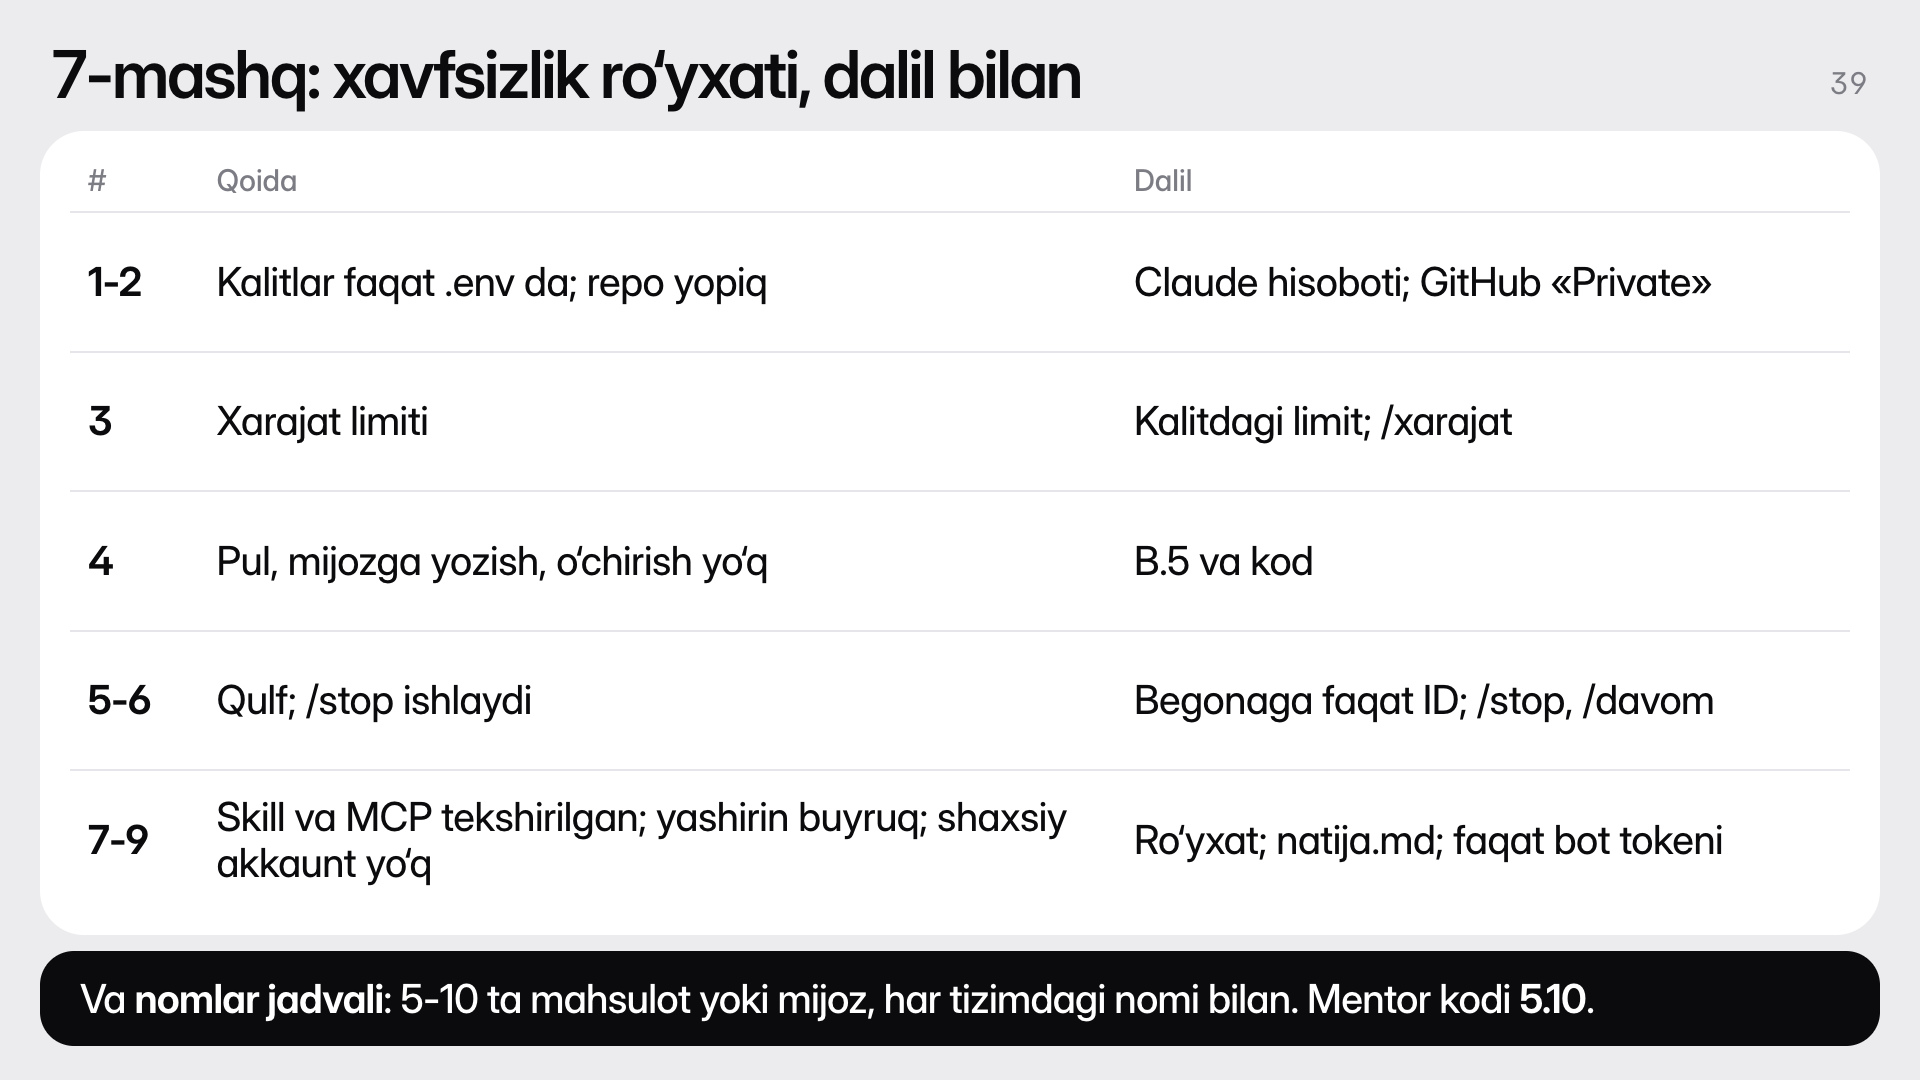 7-mashq: xavfsizlik ro‘yxati, dalil bilan
39
# Qoida Dalil
1-2 Kalitlar faqat .env da; repo yopiq Claude hisoboti; GitHub «Private»
3 Xarajat limiti Kalitdagi limit; /xarajat
4 Pul, mijozga yozish, o‘chirish yo‘q B.5 va kod
5-6 Qulf; /stop ishlaydi Begonaga faqat ID; /stop, /davom
7-9 Skill va MCP tekshirilgan; yashirin buyruq; shaxsiy
akkaunt yo‘q
Ro‘yxat; natija.md; faqat bot tokeni
Va nomlar jadvali: 5-10 ta mahsulot yoki mijoz, har tizimdagi nomi bilan. Mentor kodi 5.10.